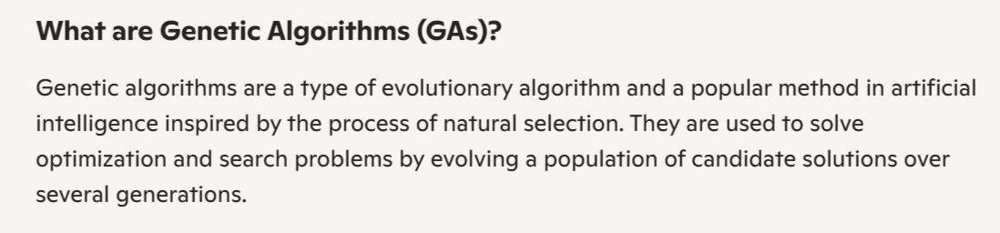 What are Genetic Algorithms (GAs)?
Genetic algorithms are a type of evolutionary algorithm and a popular method in artificial
intelligence inspired by the process of natural selection. They are used to solve
optimization and search problems by evolving a population of candidate solutions over
several generations.